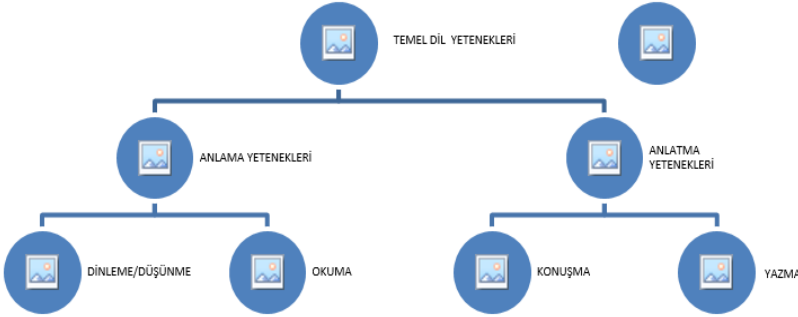 TEMEL DİL YETENEKLERİ
ANLAMA YETENEKLERİ
ANLATMA
YETENEKLERİ
DİNLEME/DÜŞÜNME
OKUMA
KONUŞMA
YAZMA